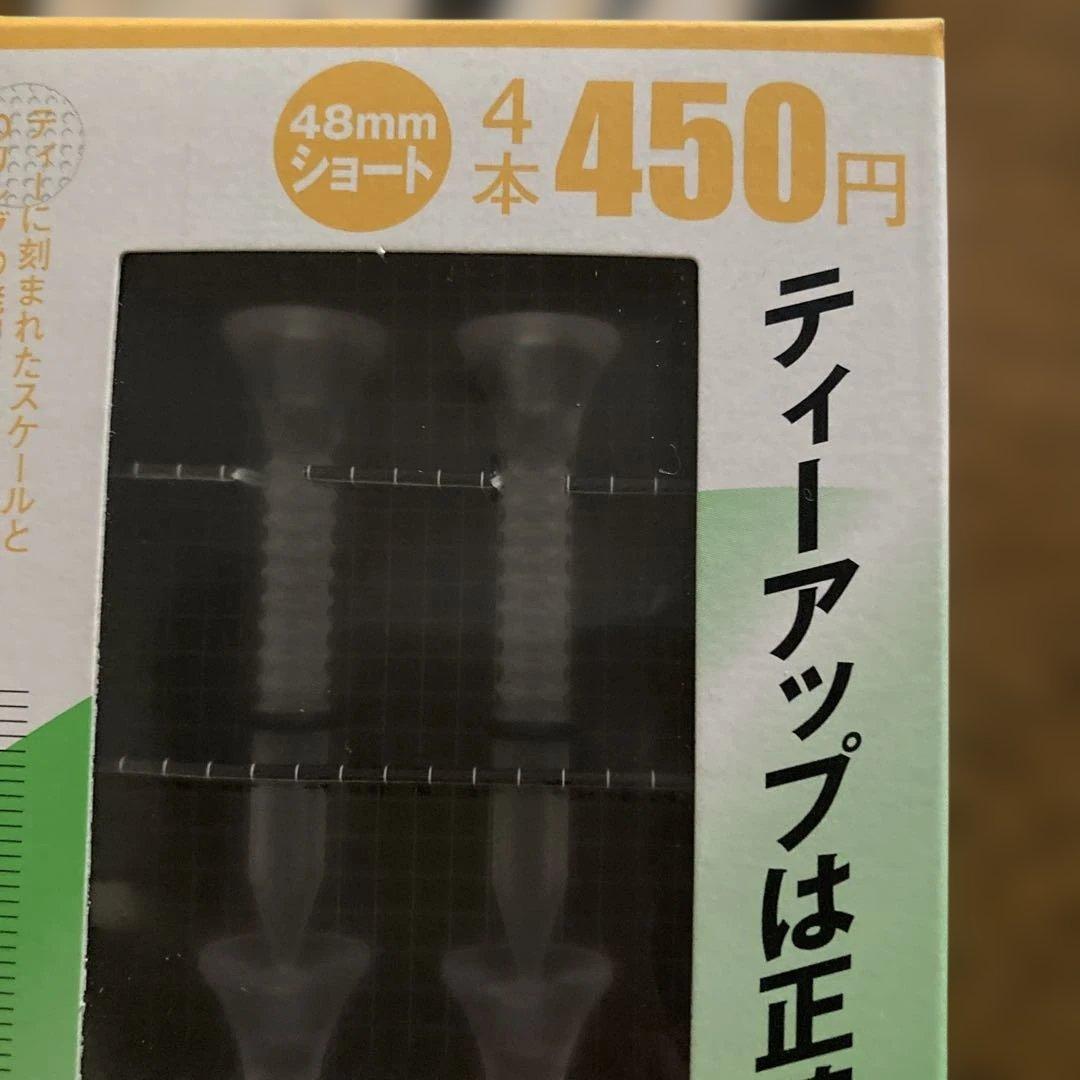 48mm
ショート
4本
450円
ティーアップは正
ティーに刻まれたスケールと